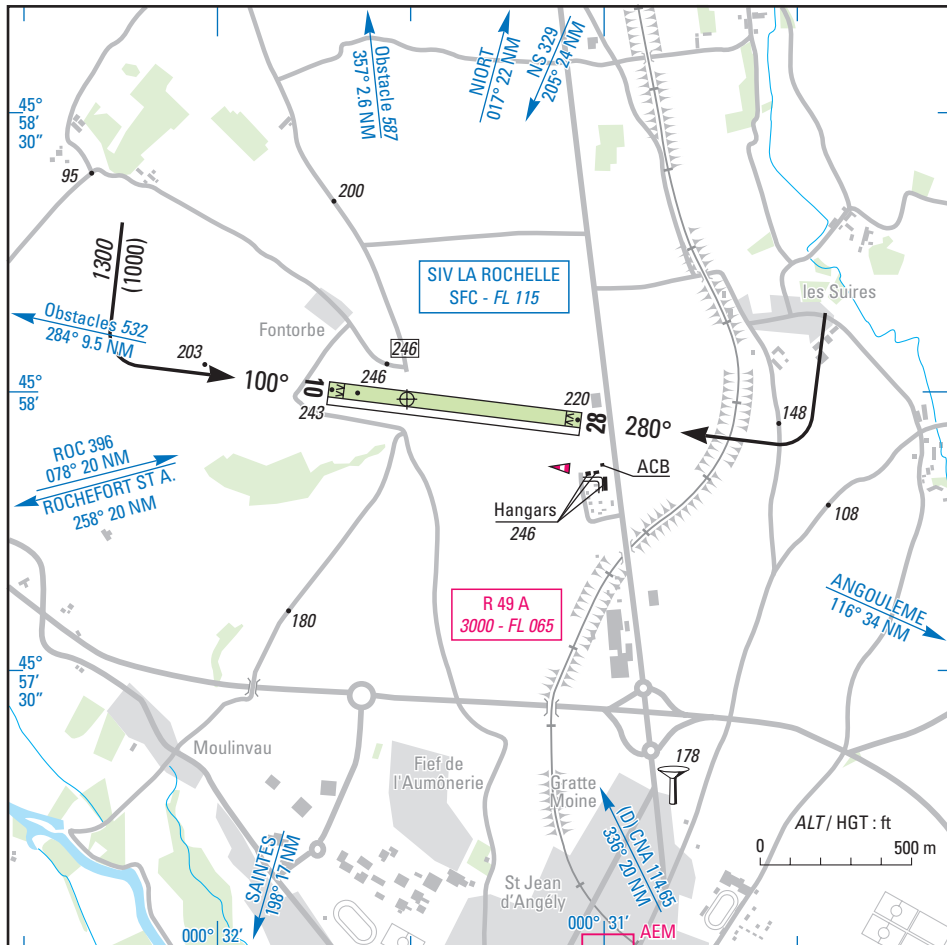 Obstacle 587
357° 2.6 NM
NIORT
017° 22 NM
NS 329
205° 24 NM
45°
58'
30"
95
200
1300
(1000)
SIV LA ROCHELLE
SFC - FL 115
les Suires
Obstacles 532
284° 9.5 NM
Fontorbe
203
246
100°
10
246
243
220
28
280°
148
45°
58'
ROC 396
078° 20 NM
ROCHEFORT ST A.
258° 20 NM
ACB
Hangars
246
108
R 49 A
3000 - FL 065
ANGOULEME
116° 34 NM
180
45°
57'
30"
Moulinvau
Fief de
l'Aumônerie
Gratte
Moine
178
(D) CNA 114.65
336° 20 NM
ALT / HGT : ft
0 500 m
SAINTES
198° 17 NM
St Jean
d'Angély
000° 32'
000° 31'
AEM